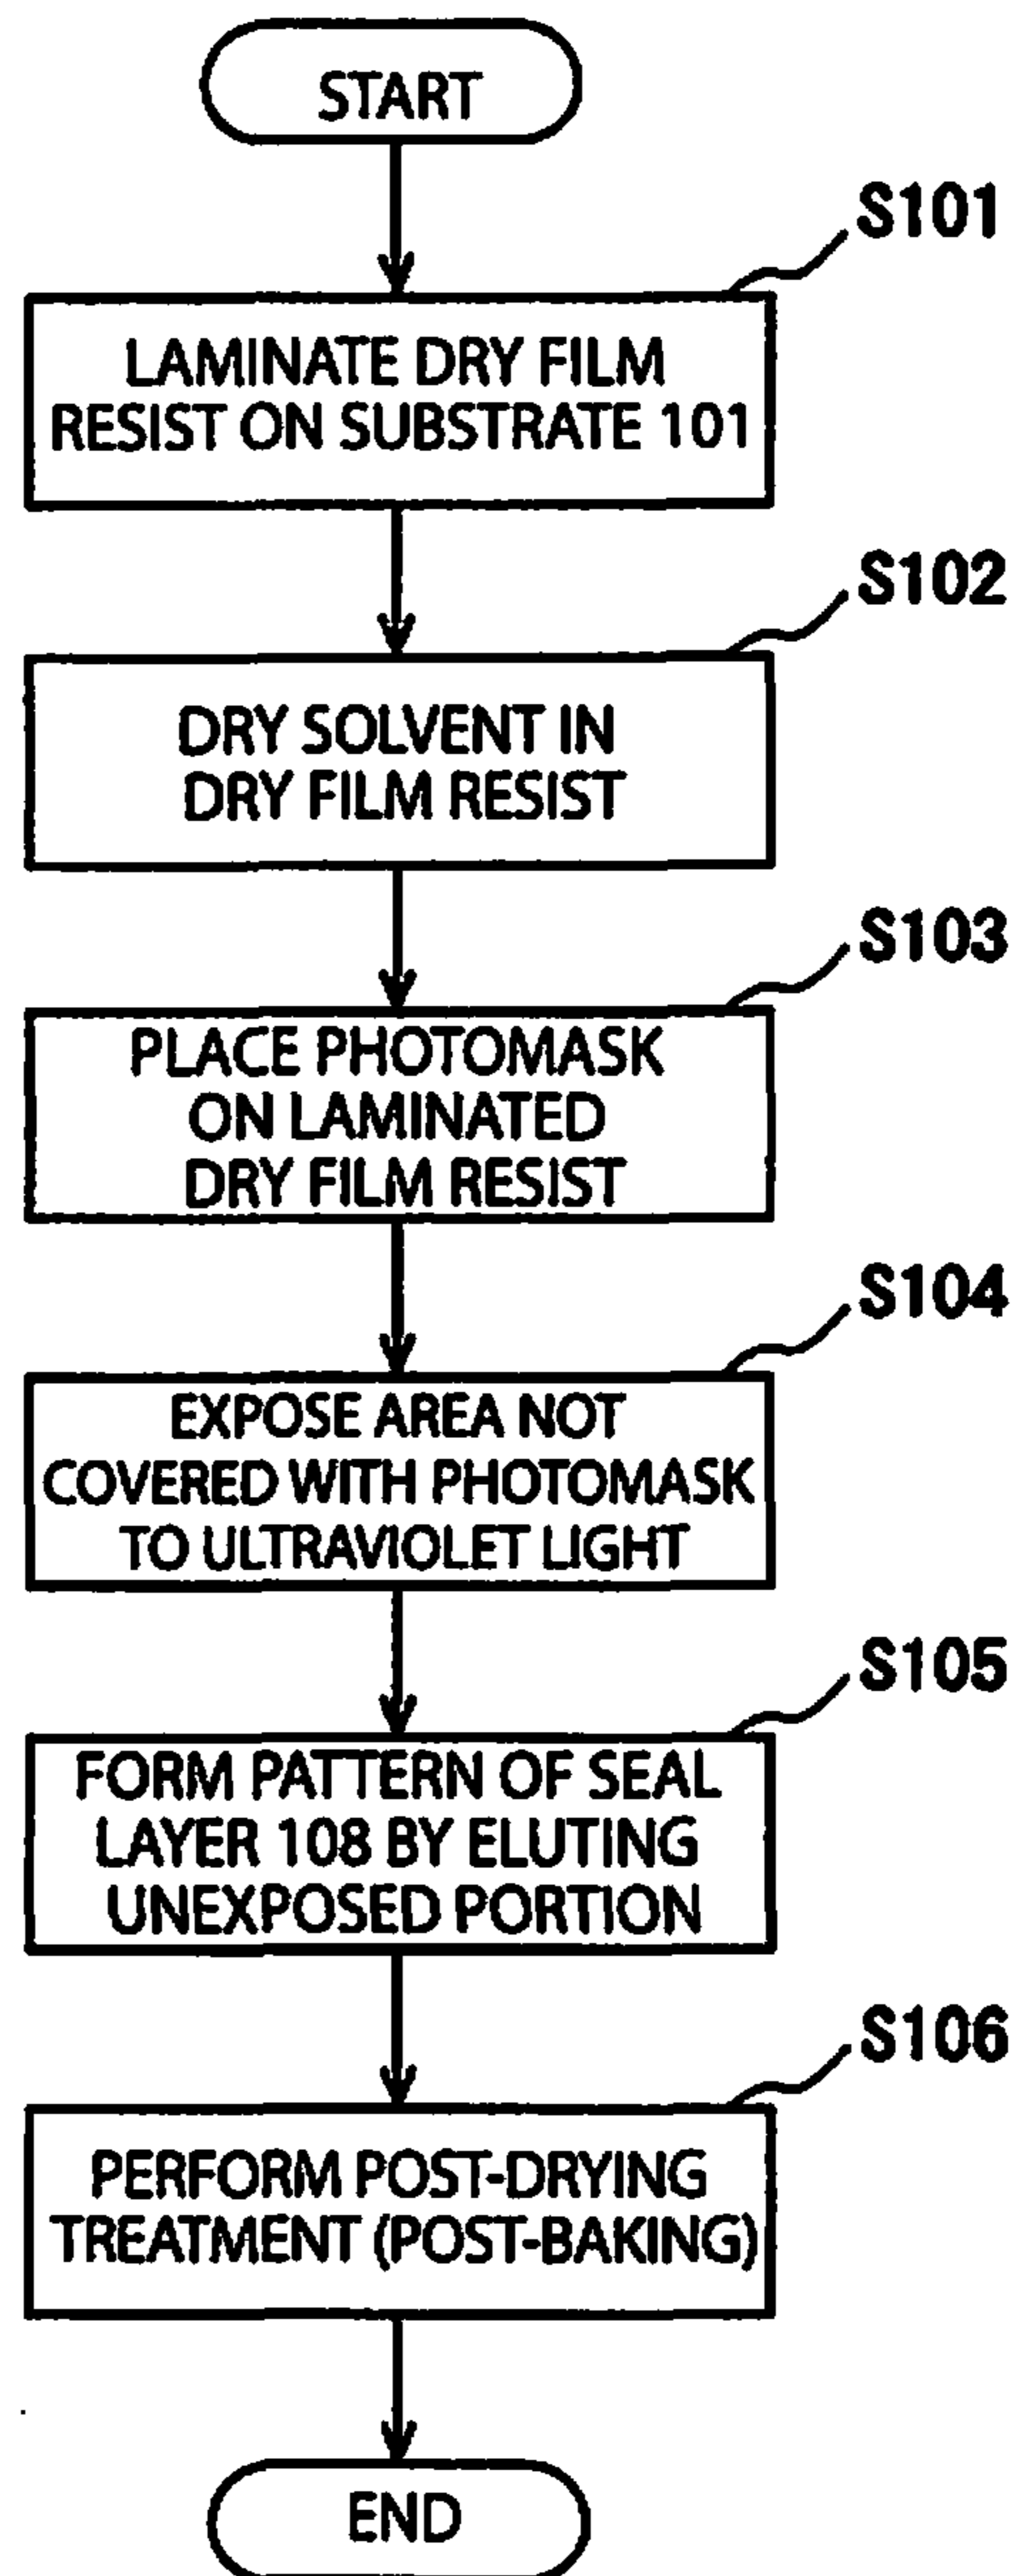 START
S101
LAMINATE DRY FILM
RESIST ON SUBSTRATE 101
S102
DRY SOLVENT IN
DRY FILM RESIST
S103
PLACE PHOTOMASK
ON LAMINATED
DRY FILM RESIST
S104
EXPOSE AREA NOT
COVERED WITH PHOTOMASK
TO ULTRAVIOLET LIGHT
S105
FORM PATTERN OF SEAL
LAYER 108 BY ELUTING
UNEXPOSED PORTION
S106
PERFORM POST-DRYING
TREATMENT (POST-BAKING)
END